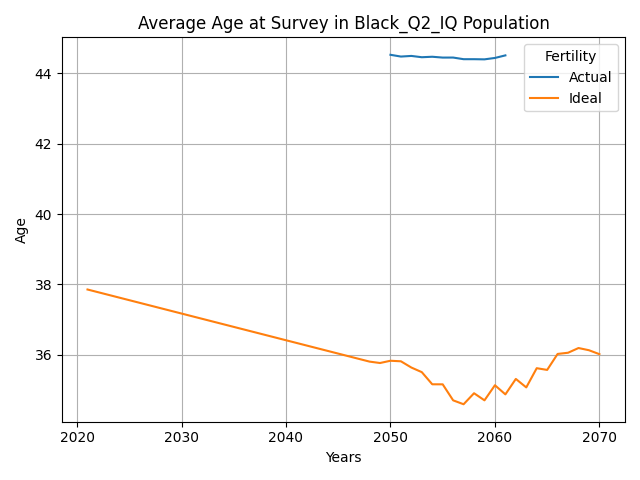 Average Age at Survey in Black_Q2_IQ Population
Fertility
Actual
Ideal
Age
44
42
40
38
36
2020
2030
2040
2050
2060
2070
Years